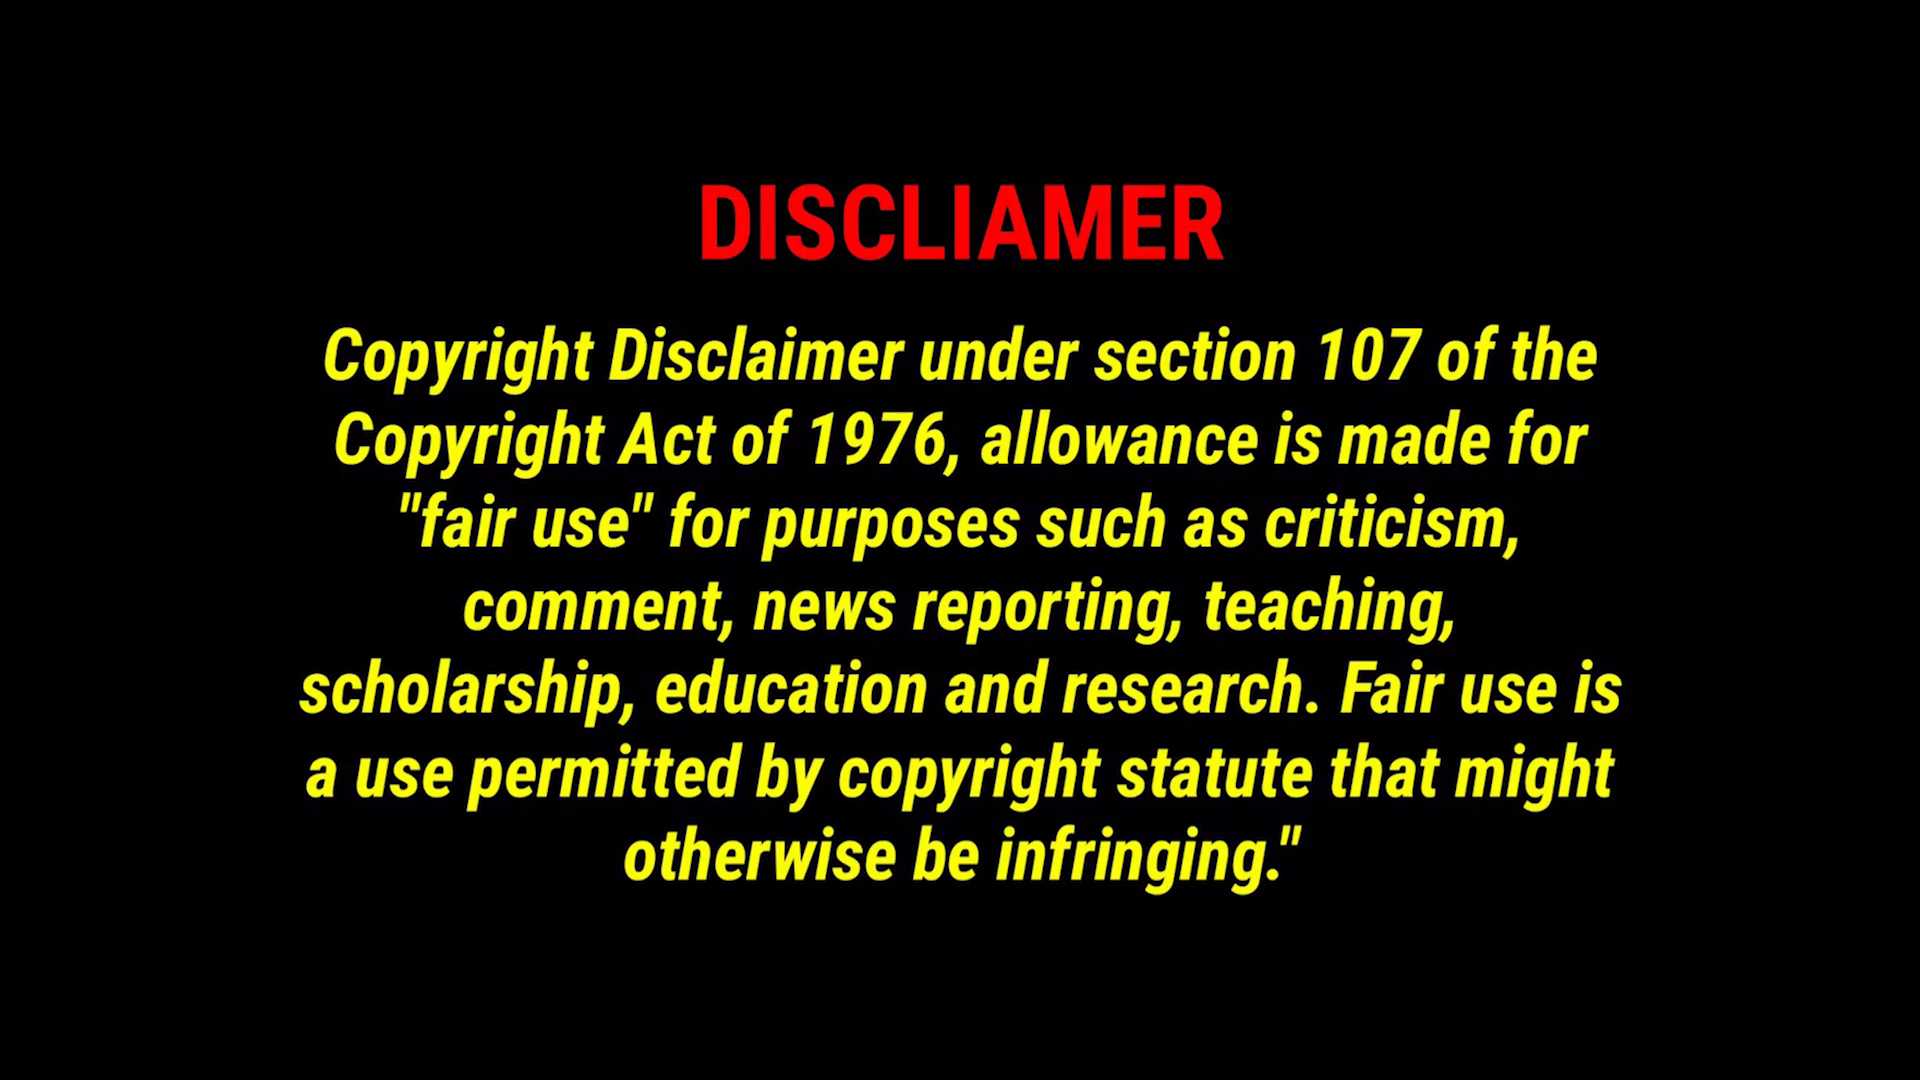 DISCLIAMER
Copyright Disclaimer under section 107 of the
Copyright Act of 1976, allowance is made for
"fair use" for purposes such as criticism,
comment, news reporting, teaching,
scholarship, education and research. Fair use is
a use permitted by copyright statute that might
otherwise be infringing."